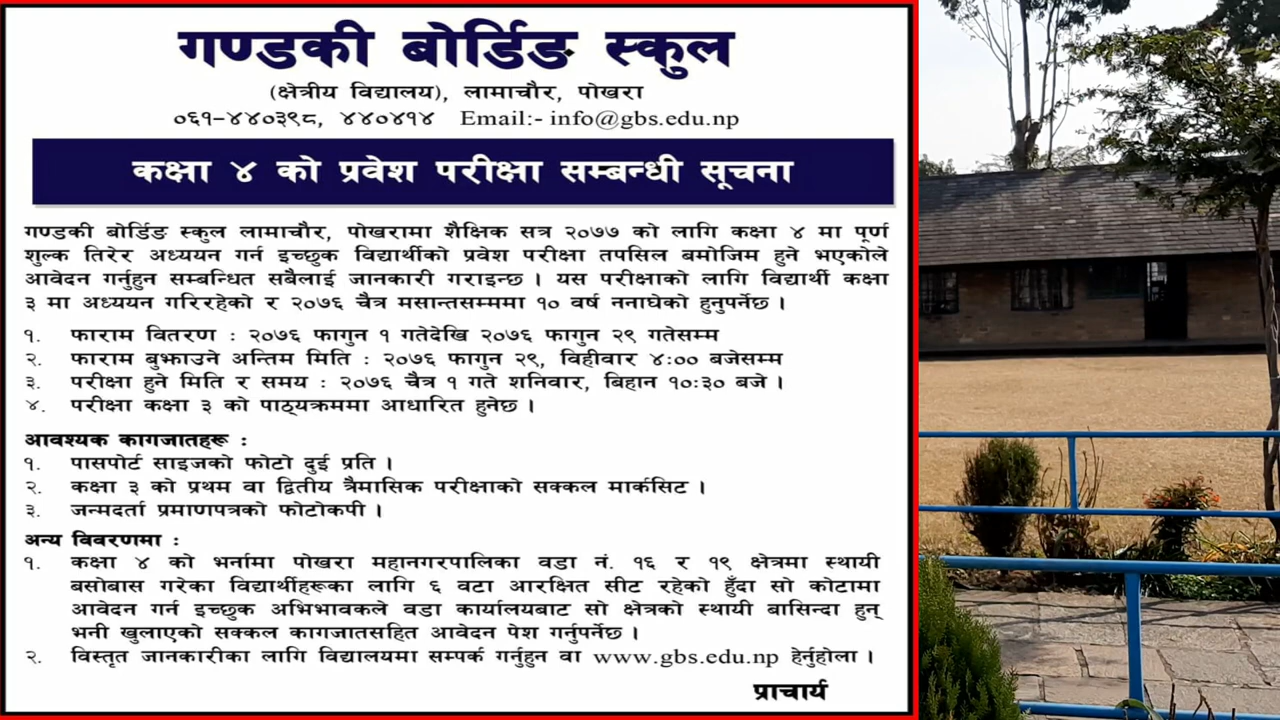 गण्डकी बोर्डिङ स्कुल
(क्षेत्रीय विद्यालय), लामाचौर, पोखरा
०६१-४४०३९८, ४४०४१४ Email:- info@gbs.edu.np
कक्षा ४ को प्रवेश परीक्षा सम्बन्धी सूचना
गण्डकी बोर्डिङ स्कुल लामाचौर, पोखरामा शैक्षिक सत्र २०७७ को लागि कक्षा ४ मा पूर्ण
शुल्क तिरेर अध्ययन गर्न इच्छुक विद्यार्थीको प्रवेश परीक्षा तपसिल बमोजिम हुने भएकोले
आवेदन गर्नुहुन सम्बन्धित सबैलाई जानकारी गराइन्छ । यस परीक्षाको लागि विद्यार्थी कक्षा
३ मा अध्ययन गरिरहेको र २०७६ चैत्र मसान्तसम्ममा १० वर्ष ननाघेको हुनुपर्नेछ ।
१. फाराम वितरण : २०७६ फागुन १ गतेदेखि २०७६ फागुन २९ गतेसम्म
२. फाराम बुझाउने अन्तिम मिति : २०७६ फागुन २९, विहीवार ४:०० बजेसम्म
३. परीक्षा हुने मिति र समय : २०७६ चैत्र १ गते शनिवार, बिहान १०:३० बजे ।
४. परीक्षा कक्षा ३ को पाठ्यक्रममा आधारित हुनेछ ।
आवश्यक कागजातहरू :
१. पासपोर्ट साइजको फोटो दुई प्रति ।
२. कक्षा ३ को प्रथम वा द्वितीय त्रैमासिक परीक्षाको सक्कल मार्कसिट ।
३. जन्मदर्ता प्रमाणपत्रको फोटोकपी ।
अन्य विवरणमा :
१. कक्षा ४ को भर्नामा पोखरा महानगरपालिका वडा नं. १६ र १९ क्षेत्रमा स्थायी
बसोबास गरेका विद्यार्थीहरूका लागि ६ वटा आरक्षित सीट रहेको हुँदा सो कोटामा
आवेदन गर्न इच्छुक अभिभावकले वडा कार्यालयबाट सो क्षेत्रको स्थायी बासिन्दा हुन्
भनी खुलाएको सक्कल कागजातसहित आवेदन पेश गर्नुपर्नेछ ।
२. विस्तृत जानकारीका लागि विद्यालयमा सम्पर्क गर्नुहुन वा www.gbs.edu.np हेर्नुहोला ।
प्राचार्य